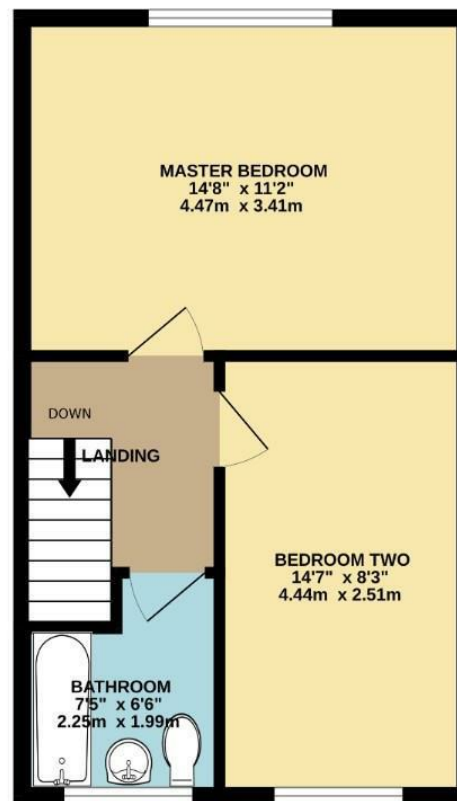 MASTER BEDROOM
14'8" x 11'2"
4.47m x 3.41m
DOWN
LANDING
BEDROOM TWO
14'7" x 8'3"
4.44m x 2.51m
BATHROOM
7'5" x 6'6"
2.25m x 1.99m